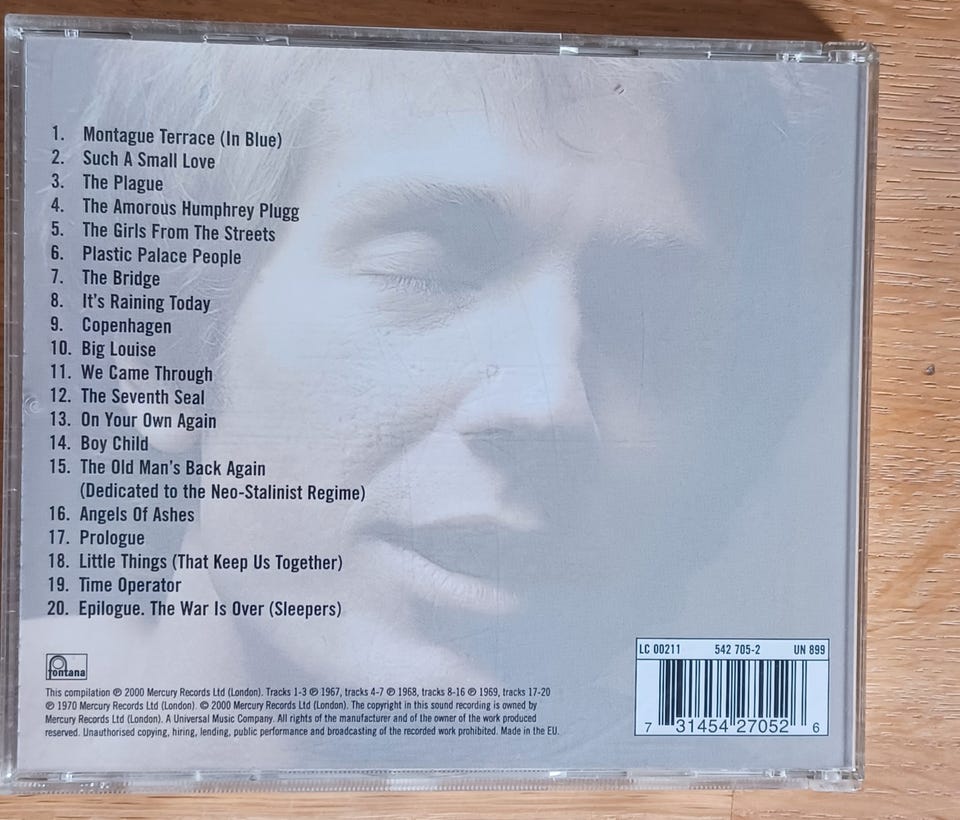 1. Montague Terrace (In Blue)
2. Such A Small Love
3. The Plague
4. The Amorous Humphrey Plugg
5. The Girls From The Streets
6. Plastic Palace People
7. The Bridge
8. It's Raining Today
9. Copenhagen
10. Big Louise
11. We Came Through
12. The Seventh Seal
13. On Your Own Again
14. Boy Child
15. The Old Man's Back Again
(Dedicated to the Neo-Stalinist Regime)
16. Angels Of Ashes
17. Prologue
18. Little Things (That Keep Us Together)
19. Time Operator
20. Epilogue. The War Is Over (Sleepers)
fontana
This compilation ℗ 2000 Mercury Records Ltd (London). Tracks 1-3 ℗ 1967, tracks 4-7 ℗ 1968, tracks 8-16 ℗ 1969, tracks 17-20
℗ 1970 Mercury Records Ltd (London). © 2000 Mercury Records Ltd (London). The copyright in this sound recording is owned by
Mercury Records Ltd (London). A Universal Music Company. All rights of the manufacturer and of the owner of the work produced
reserved. Unauthorised copying, hiring, lending, public performance and broadcasting of the recorded work prohibited. Made in the EU.
LC 00211 542 705-2 UN 899
7 31454 27052 6